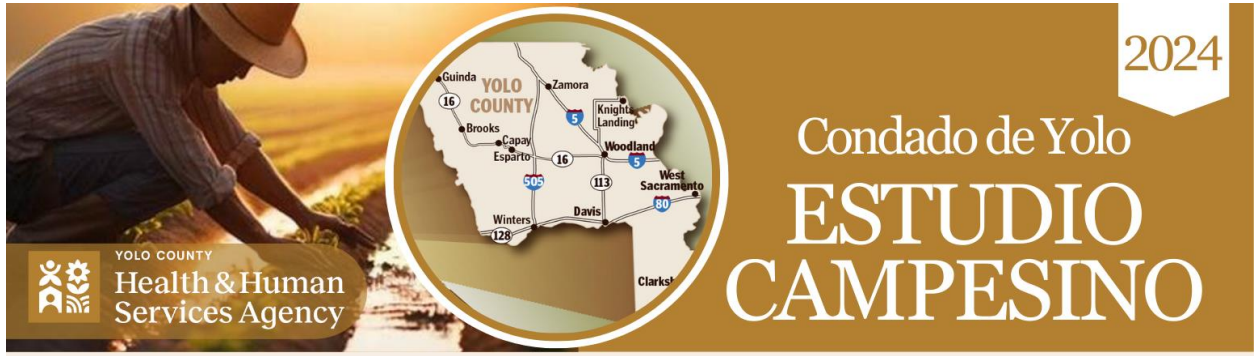 2024
Condado de Yolo
ESTUDIO
CAMPESINO
YOLO COUNTY
Health & Human
Services Agency
Guinda
YOLO
COUNTY
Zamora
16
Knights
Landing
5
Brooks
Capay
Esparto
16
Woodland
5
505
113
West
Sacramento
80
Winters
Davis
128